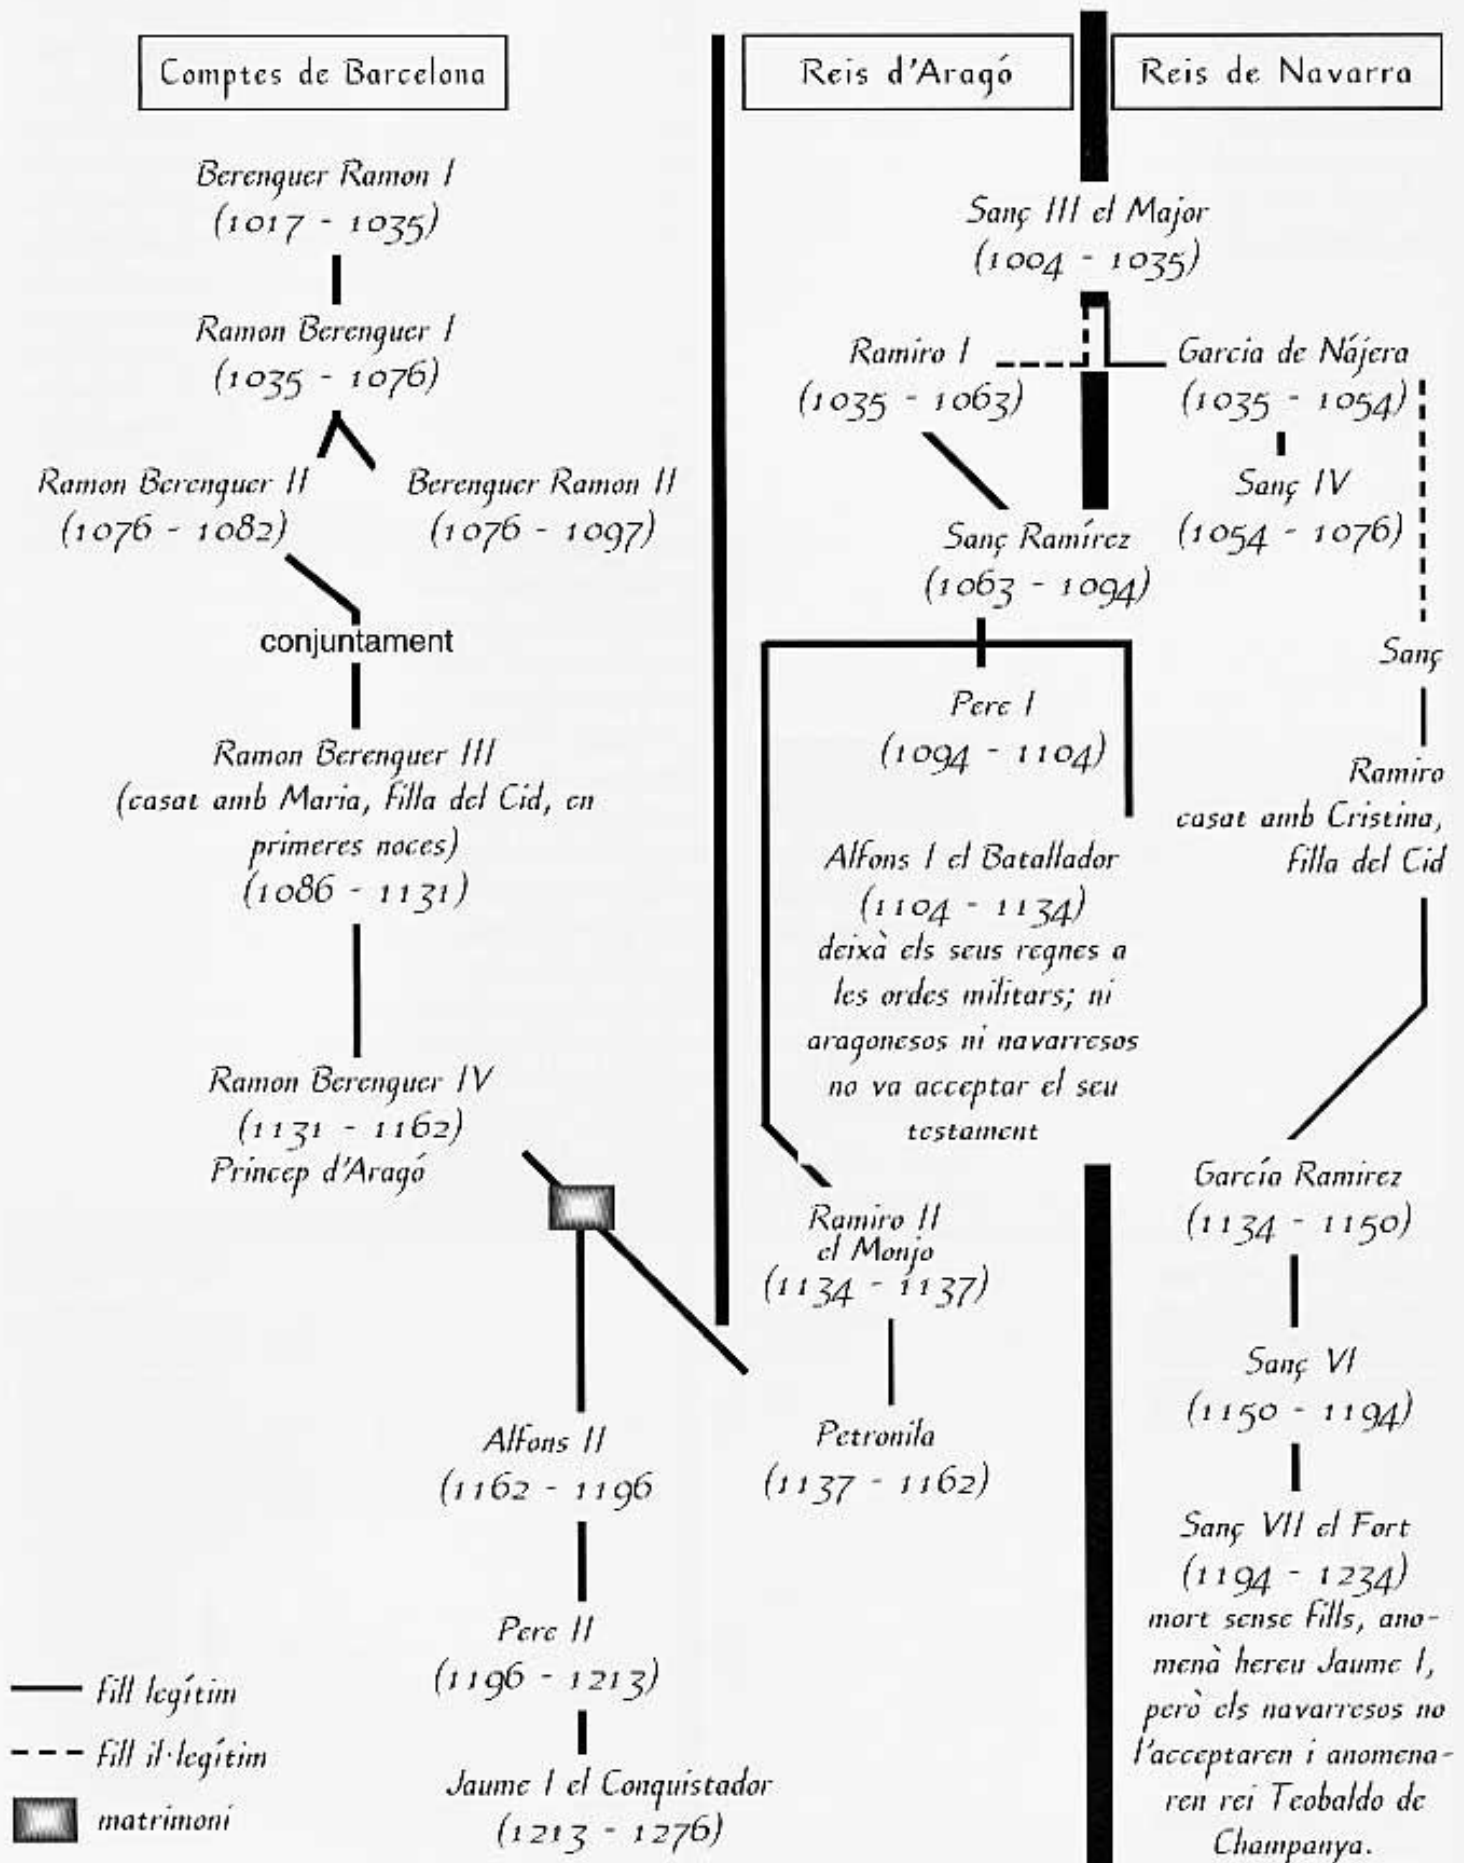 Comptes de Barcelona
Berenguer Ramon I
(1017 - 1035)
Ramon Berenguer I
(1035 - 1076)
Ramon Berenguer II
(1076 - 1082)
Berenguer Ramon II
(1076 - 1097)
conjuntament
Ramon Berenguer III
(casat amb Maria, filla del Cid, en
primeres noces)
(1086 - 1131)
Ramon Berenguer IV
(1131 - 1162)
Princep d'Aragó
Alfons II
(1162 - 1196
Pere II
(1196 - 1213)
Jaume I el Conquistador
(1213 - 1276)
Reis d'Aragó
Reis de Navarra
Sanç III el Major
(1004 - 1035)
Ramiro I
(1035 - 1063)
Sanç Ramírez
(1063 - 1094)
Pere I
(1094 - 1104)
Alfons I el Batallador
(1104 - 1134)
deixà els seus regnes a
les ordes militars; ni
aragonesos ni navarresos
no va acceptar el seu
testament
Ramiro II
el Monjo
(1134 - 1137)
Petronila
(1137 - 1162)
Garcia de Nájera
(1035 - 1054)
Sanç IV
(1054 - 1076)
Sanç
Ramiro
casat amb Cristina,
filla del Cid
García Ramirez
(1134 - 1150)
Sanç VI
(1150 - 1194)
Sanç VII el Fort
(1194 - 1234)
mort sense fills, ano-
menà hereu Jaume I,
però els navarresos no
l'acceptaren i anomena-
ren rei Teobaldo de
Champanya.
fill legítim
fill il·legítim
matrimoni